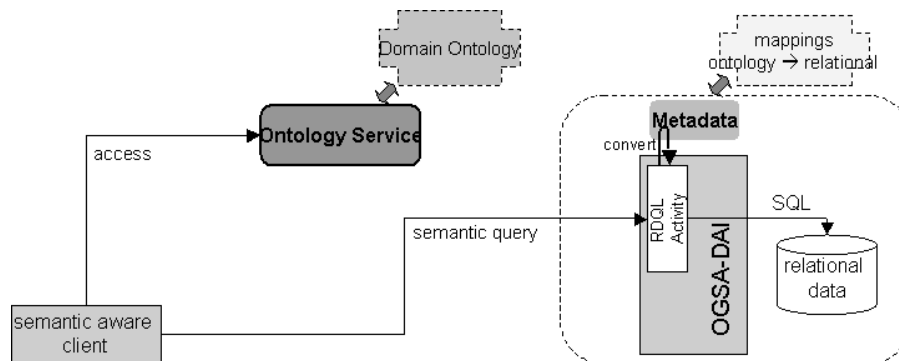 Domain Ontology
mappings
ontology → relational
Ontology Service
Metadata
access
convert
RDQL
Activity
OGSA-DAI
SQL
semantic query
relational
data
semantic aware
client